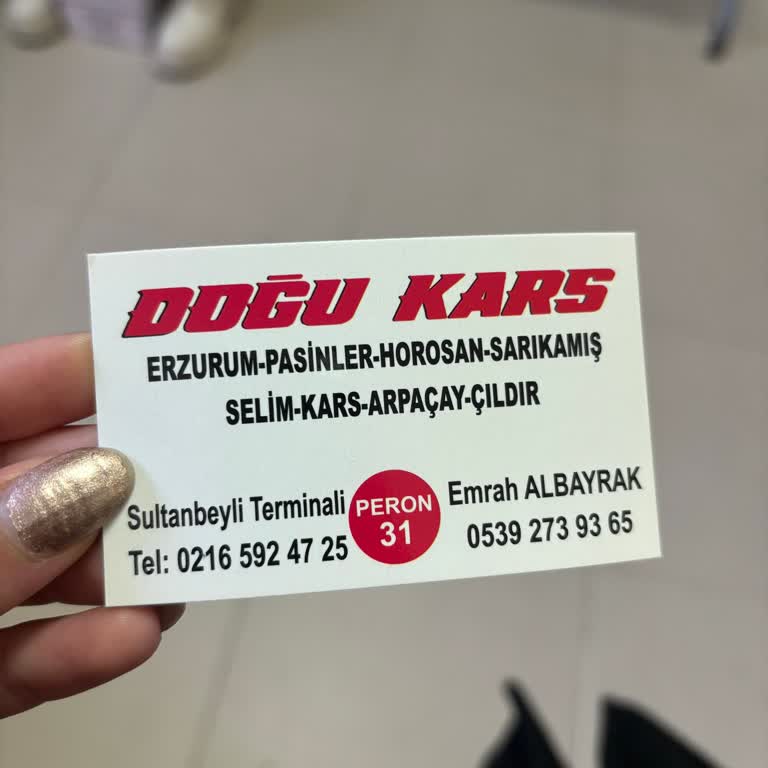 DOĞU KARS
ERZURUM-PASİNLER-HOROSAN-SARIKAMIŞ
SELİM-KARS-ARPAÇAY-ÇILDIR
Sultanbeyli Terminali
Tel: 0216 592 47 25
PERON
31
Emrah ALBAYRAK
0539 273 93 65